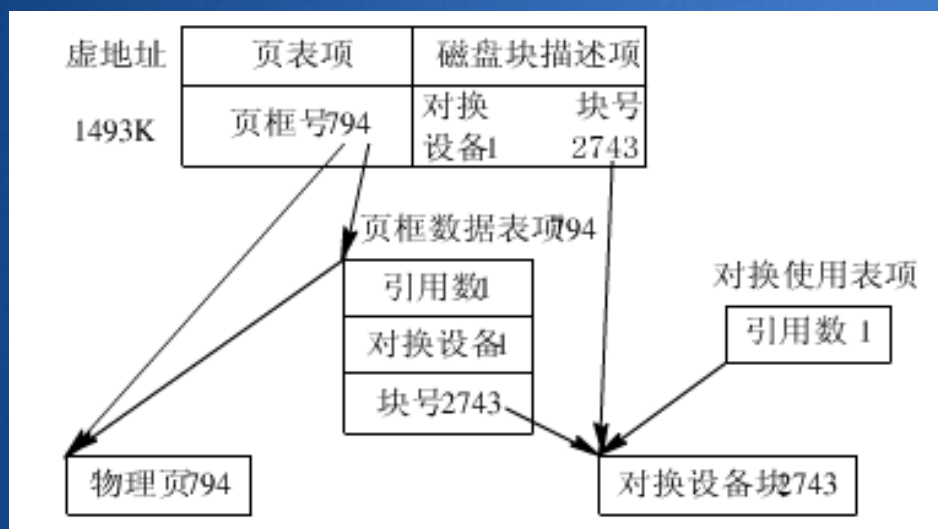 虚地址 页表项 磁盘块描述项
1493K 页框号794 对换 块号
设备1 2743
页框数据表项794
引用数1
对换设备1
块号2743
对换使用表项
引用数 1
物理页794
对换设备块2743